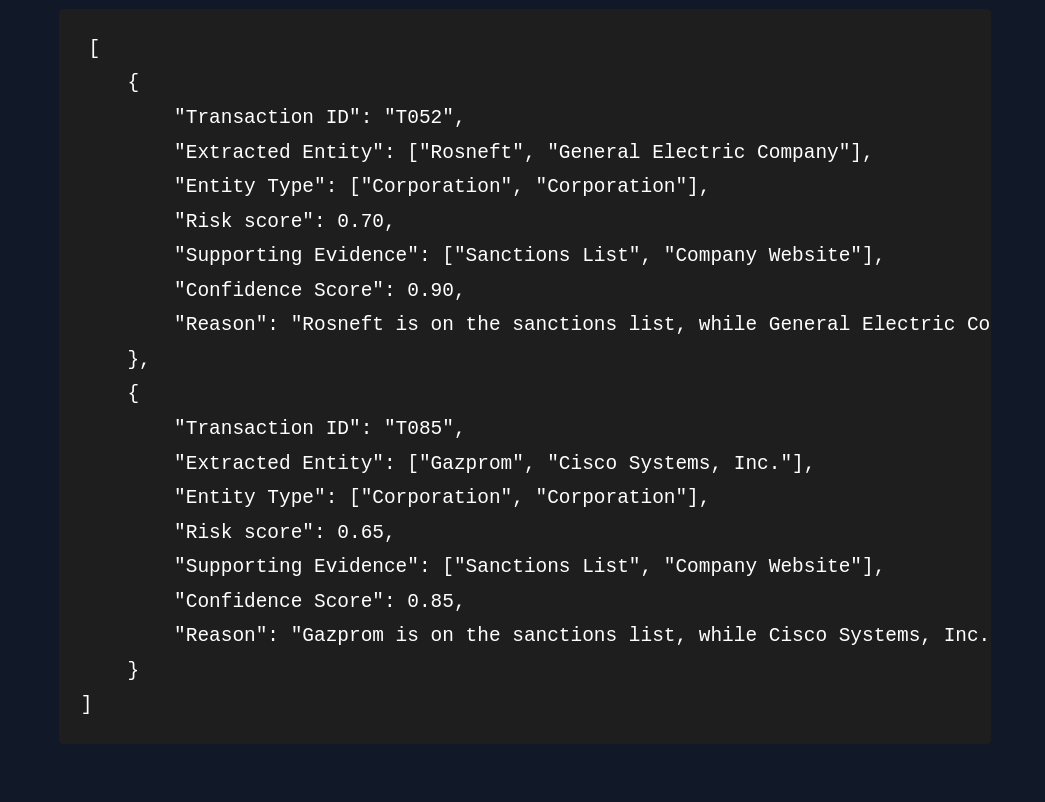 [
    {
        "Transaction ID": "T052",
        "Extracted Entity": ["Rosneft", "General Electric Company"],
        "Entity Type": ["Corporation", "Corporation"],
        "Risk score": 0.70,
        "Supporting Evidence": ["Sanctions List", "Company Website"],
        "Confidence Score": 0.90,
        "Reason": "Rosneft is on the sanctions list, while General Electric Co
    },
    {
        "Transaction ID": "T085",
        "Extracted Entity": ["Gazprom", "Cisco Systems, Inc."],
        "Entity Type": ["Corporation", "Corporation"],
        "Risk score": 0.65,
        "Supporting Evidence": ["Sanctions List", "Company Website"],
        "Confidence Score": 0.85,
        "Reason": "Gazprom is on the sanctions list, while Cisco Systems, Inc.
    }
]